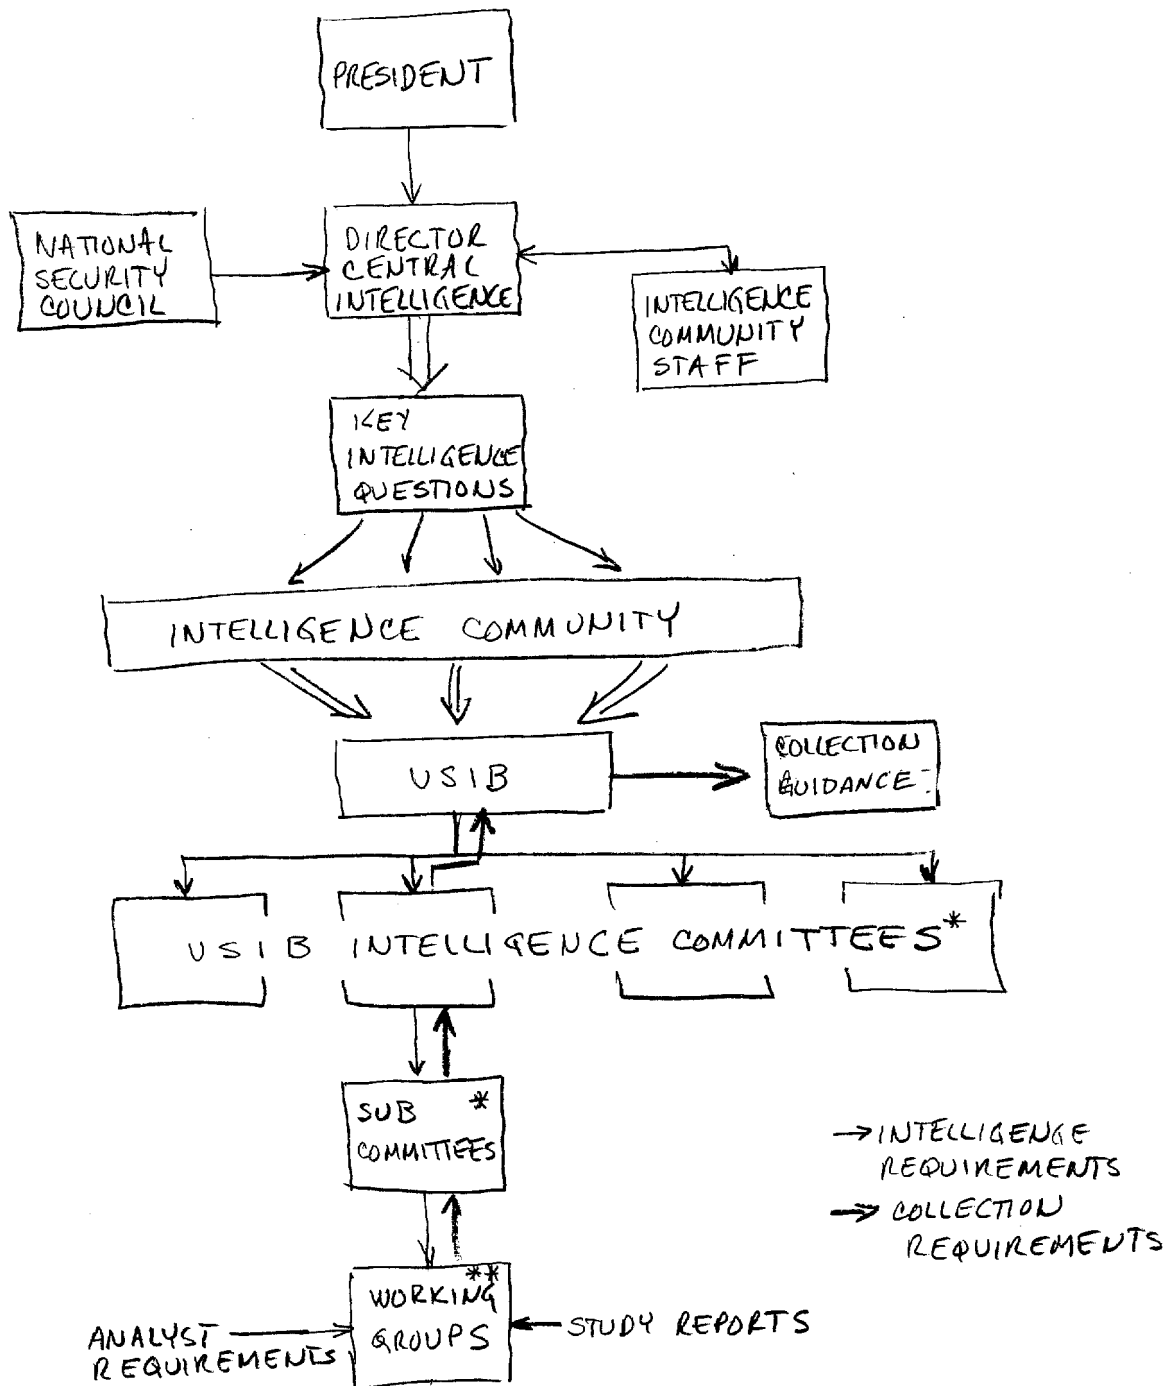 PRESIDENT
NATIONAL
SECURITY
COUNCIL
DIRECTOR
CENTRAL
INTELLIGENCE
INTELLIGENCE
COMMUNITY
STAFF
KEY
INTELLIGENCE
QUESTIONS
INTELLIGENCE COMMUNITY
USIB
COLLECTION
GUIDANCE
USIB INTELLIGENCE COMMITTEES*
SUB *
COMMITTEES
**
WORKING
GROUPS
ANALYST
REQUIREMENTS
STUDY REPORTS
→ INTELLIGENCE
REQUIREMENTS
→ COLLECTION
REQUIREMENTS